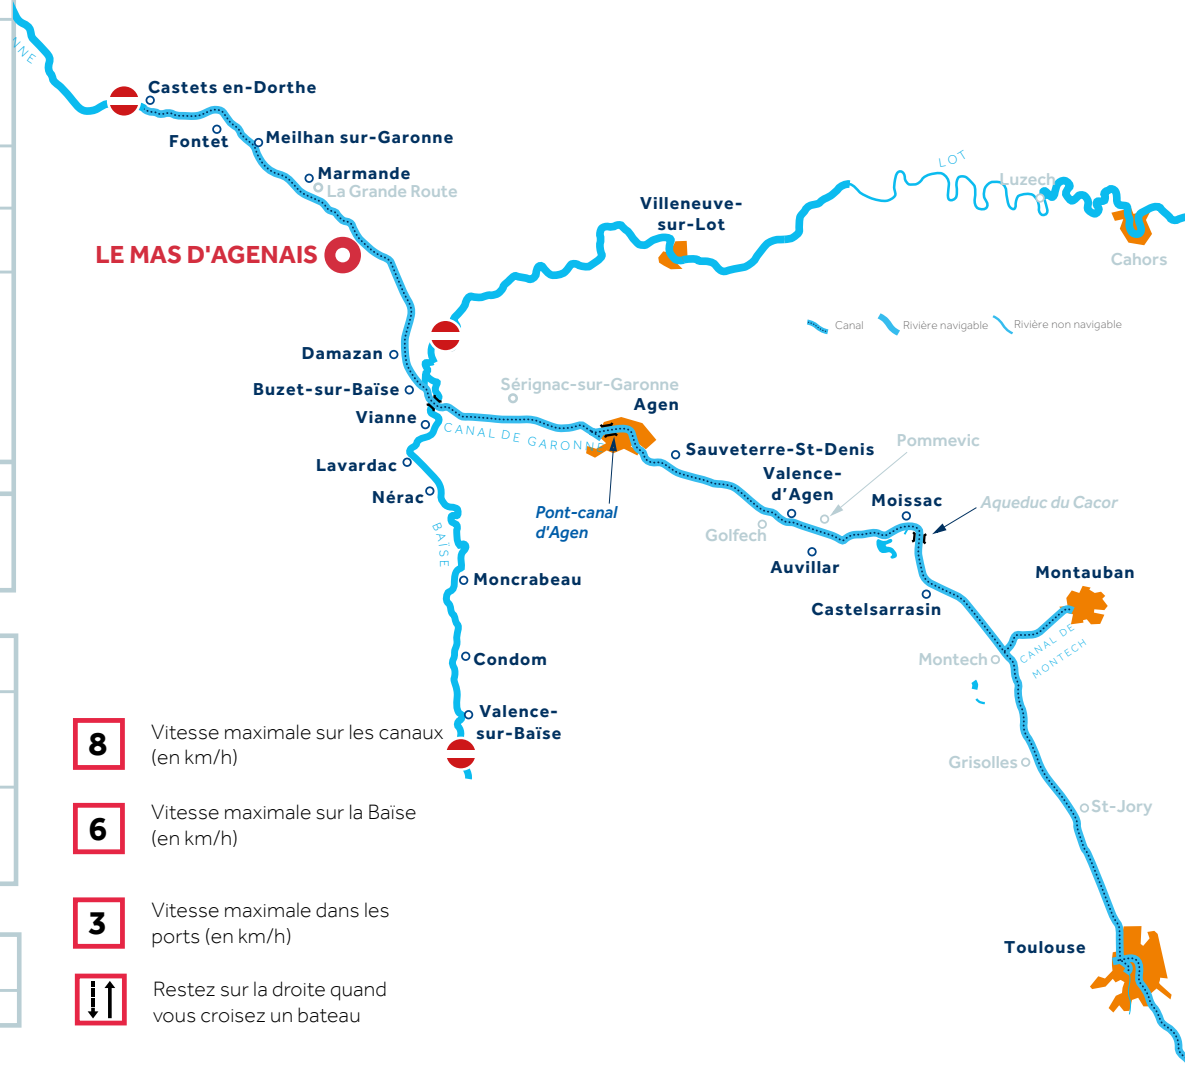 NNE
Castets en-Dorthe
Fontet
Meilhan sur-Garonne
Marmande
La Grande Route
LE MAS D'AGENAIS
LOT
Luzech
Villeneuve-
sur-Lot
Cahors
Canal
Rivière navigable
Rivière non navigable
Damazan
Buzet-sur-Baïse
Vianne
Sérignac-sur-Garonne
Agen
CANAL DE GARONNE
Lavardac
Nérac
Sauveterre-St-Denis
Pommevic
Valence-
d'Agen
Moissac
Aqueduc du Cacor
Pont-canal
d'Agen
Golfech
BAÏSE
Auvillar
Moncrabeau
Castelsarrasin
Montauban
CANAL DE
MONTECH
Montech
Condom
Valence-
sur-Baïse
Grisolles
St-Jory
Toulouse
8
Vitesse maximale sur les canaux
(en km/h)
6
Vitesse maximale sur la Baïse
(en km/h)
3
Vitesse maximale dans les
ports (en km/h)
Restez sur la droite quand
vous croisez un bateau